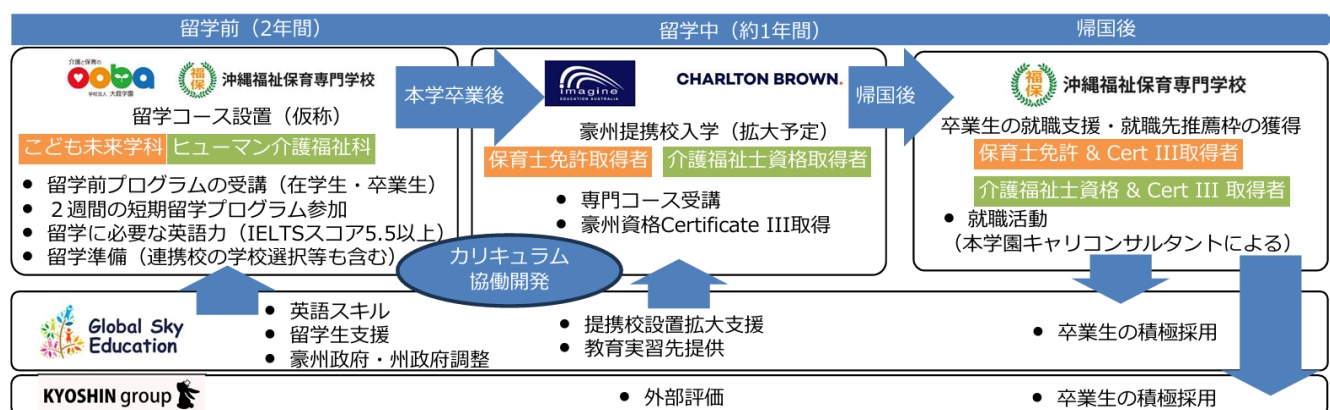 留学前（2年間）
留学中（約1年間）
帰国後
介護と保育の
ooba
学校法人 大庭学園
福保
沖縄福祉保育専門学校
留学コース設置（仮称）
こども未来学科
ヒューマン介護福祉科
● 留学前プログラムの受講（在学生・卒業生）
● ２週間の短期留学プログラム参加
● 留学に必要な英語力（IELTSスコア5.5以上）
● 留学準備（連携校の学校選択等も含む）
本学卒業後
imagine
EDUCATION AUSTRALIA
CHARLTON BROWN.
豪州提携校入学（拡大予定）
保育士免許取得者
介護福祉士資格取得者
● 専門コース受講
● 豪州資格Certificate III取得
帰国後
福保
沖縄福祉保育専門学校
卒業生の就職支援・就職先推薦枠の獲得
保育士免許 & Cert III取得者
介護福祉士資格 & Cert III 取得者
● 就職活動
（本学園キャリコンサルタントによる）
カリキュラム
協働開発
Global Sky
Education
● 英語スキル
● 留学生支援
● 豪州政府・州政府調整
● 提携校設置拡大支援
● 教育実習先提供
● 卒業生の積極採用
KYOSHIN group
● 外部評価
● 卒業生の積極採用